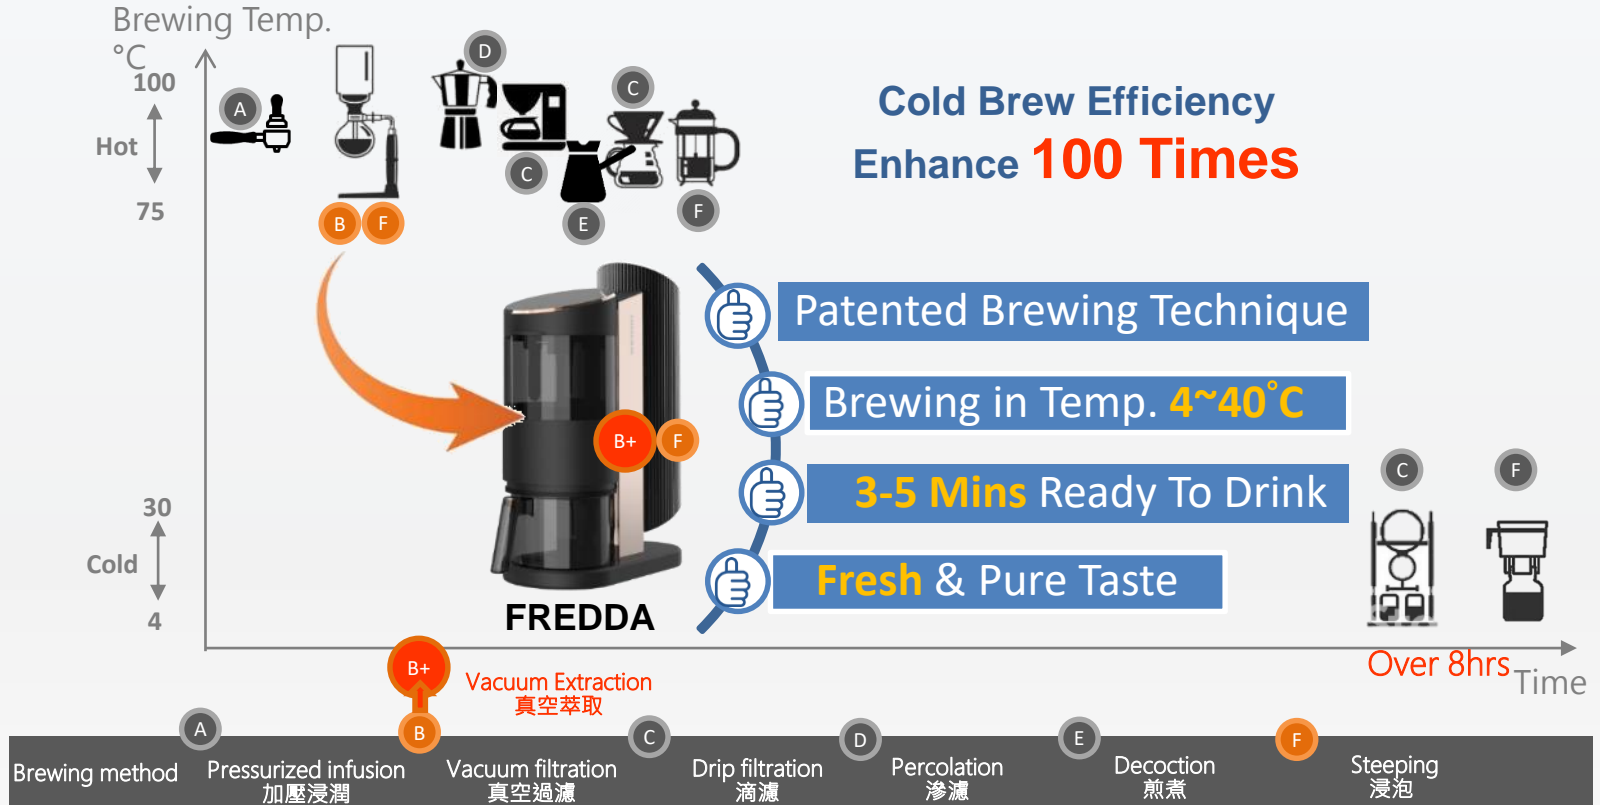 Brewing Temp.
°C
100
Hot
75
30
Cold
4
A
B
F
D
C
E
C
F
Cold Brew Efficiency
Enhance 100 Times
Patented Brewing Technique
Brewing in Temp. 4~40°C
3-5 Mins Ready To Drink
Fresh & Pure Taste
B+
F
FREDDA
C
F
Over 8hrs
Time
B+
Vacuum Extraction
真空萃取
Brewing method
A
Pressurized infusion
加壓浸潤
B
Vacuum filtration
真空過濾
C
Drip filtration
滴濾
D
Percolation
滲濾
E
Decoction
煎煮
F
Steeping
浸泡